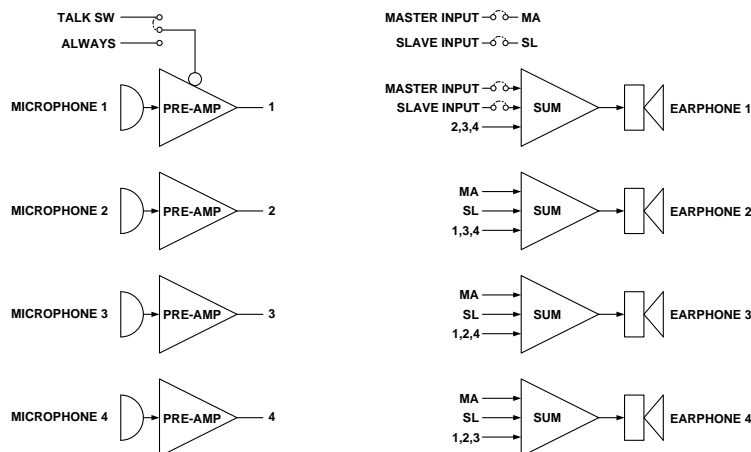 TALK SW
ALWAYS
MICROPHONE 1
PRE-AMP
1
MICROPHONE 2
PRE-AMP
2
MICROPHONE 3
PRE-AMP
3
MICROPHONE 4
PRE-AMP
4
MASTER INPUT MA
SLAVE INPUT SL
MASTER INPUT
SLAVE INPUT
2,3,4
SUM
EARPHONE 1
MA
SL
1,3,4
SUM
EARPHONE 2
MA
SL
1,2,4
SUM
EARPHONE 3
MA
SL
1,2,3
SUM
EARPHONE 4